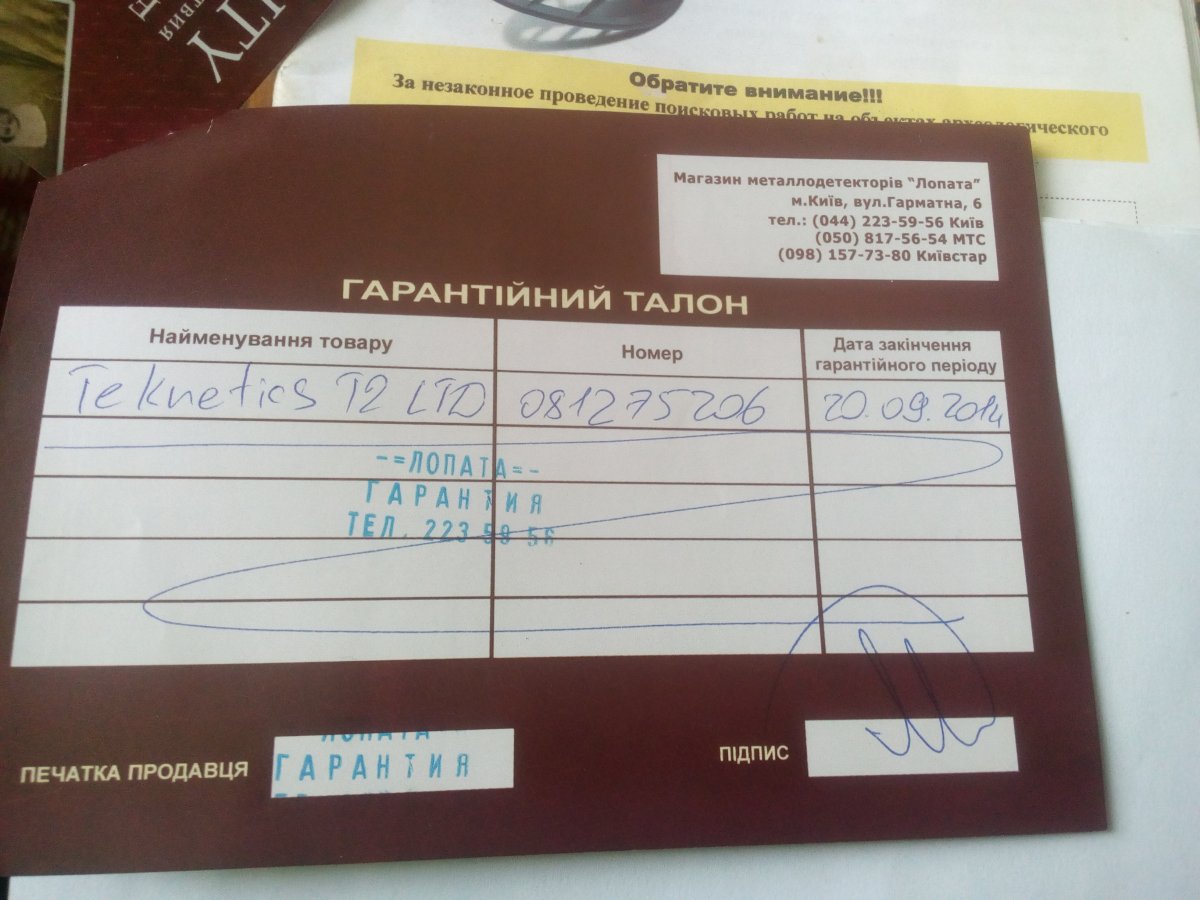 ІТУ
ТВИЯ
Обратите внимание!!!
За незаконное проведение поисковых работ на объектах археологического
Магазин металлодетекторів "Лопата"
м.Київ, вул.Гарматна, 6
тел.: (044) 223-59-56 Київ
(050) 817-56-54 МТС
(098) 157-73-80 Київстар
ГАРАНТІЙНИЙ ТАЛОН
Найменування товару
Номер
Дата закінчення
гарантійного періоду
Teknetics T2 LTD
081275206
20.09.2014
-=ЛОПАТА=-
ГАРАНТИЯ
ТЕЛ. 223 59 56
ПЕЧАТКА ПРОДАВЦЯ
ЛОПАТА
ГАРАНТИЯ
ПІДПИС